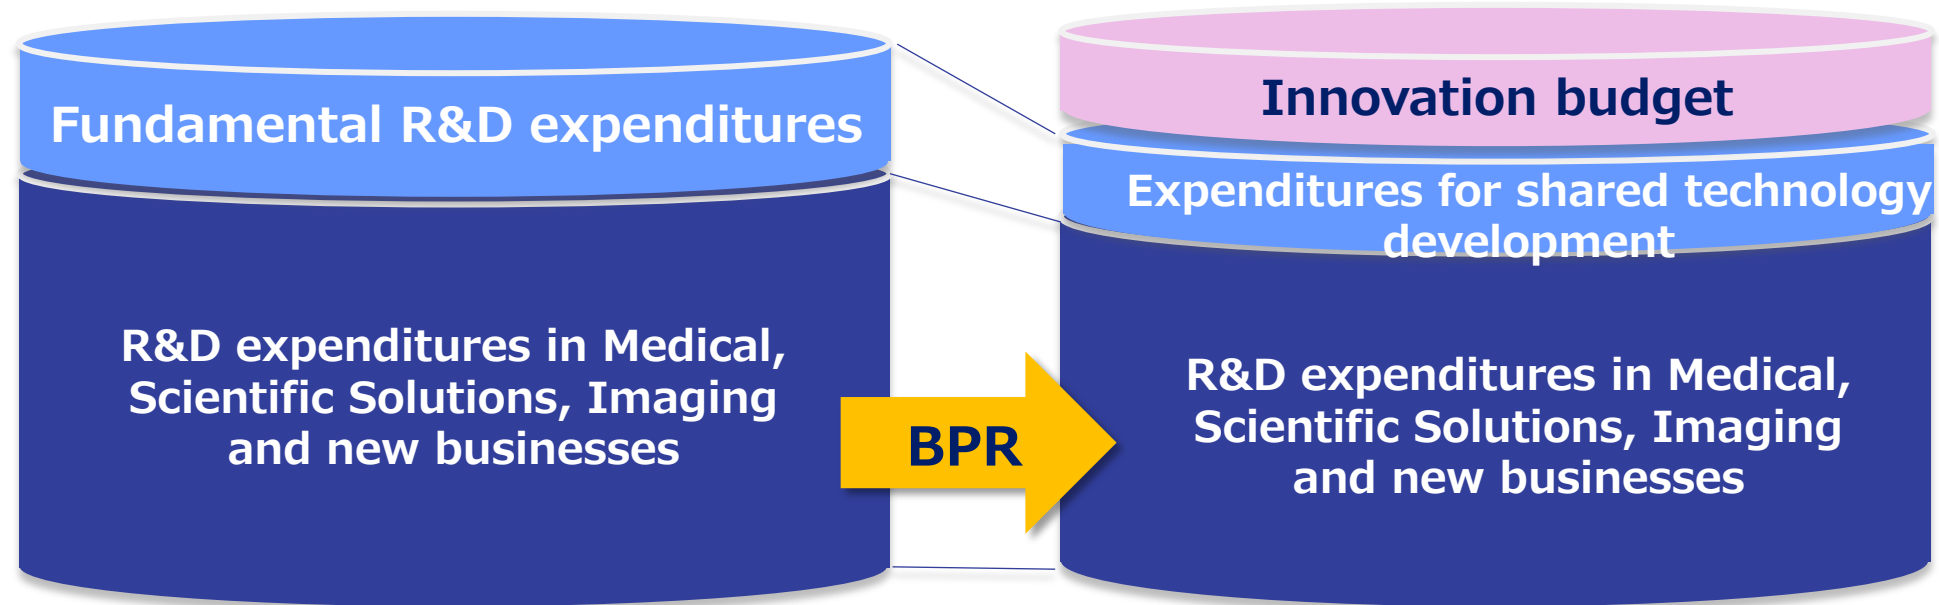 Fundamental R&D expenditures
R&D expenditures in Medical,
Scientific Solutions, Imaging
and new businesses
BPR
Innovation budget
Expenditures for shared technology
development
R&D expenditures in Medical,
Scientific Solutions, Imaging
and new businesses